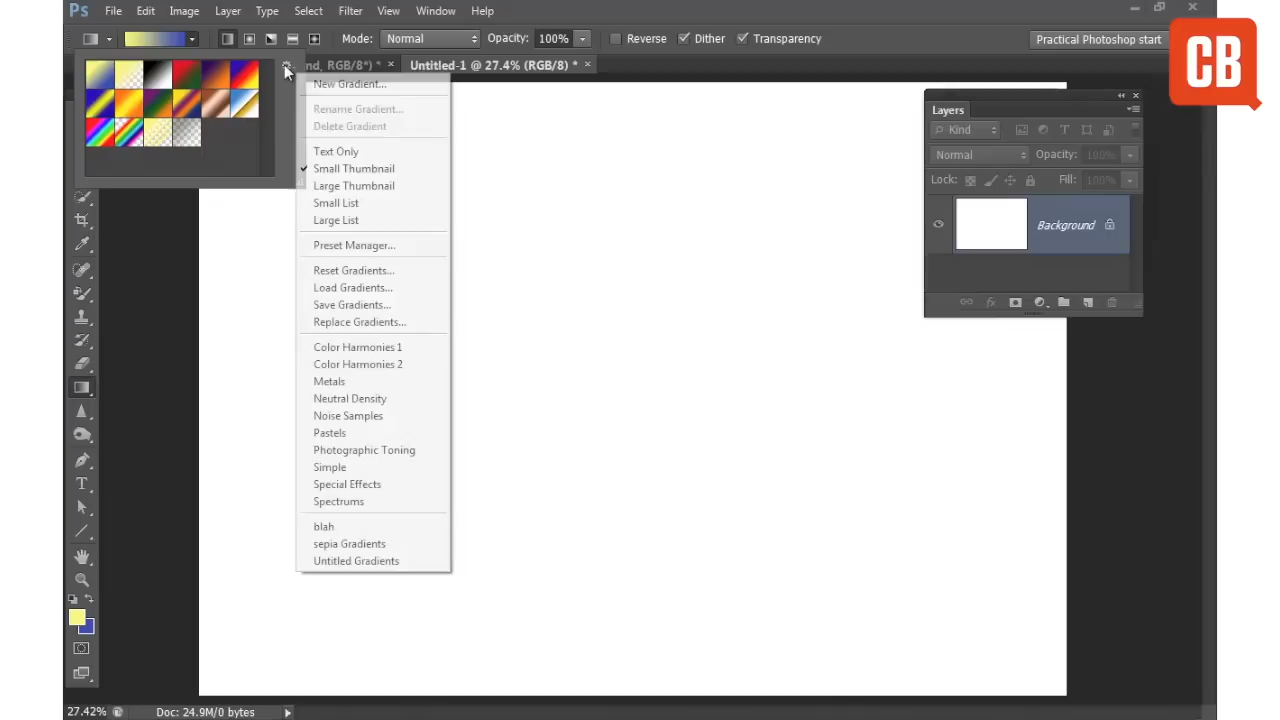 Ps File Edit Image Layer Type Select Filter View Window Help
Mode: Normal Opacity: 100% Reverse Dither Transparency Practical Photoshop start
CB
nd, RGB/8*) * × Untitled-1 @ 27.4% (RGB/8) * ×
New Gradient...
Rename Gradient...
Delete Gradient
Text Only
Small Thumbnail
Large Thumbnail
Small List
Large List
Preset Manager...
Reset Gradients...
Load Gradients...
Save Gradients...
Replace Gradients...
Color Harmonies 1
Color Harmonies 2
Metals
Neutral Density
Noise Samples
Pastels
Photographic Toning
Simple
Special Effects
Spectrums
blah
sepia Gradients
Untitled Gradients
Layers
Kind
Normal Opacity: 100%
Lock: Fill: 100%
Background
27.42% Doc: 24.9M/0 bytes